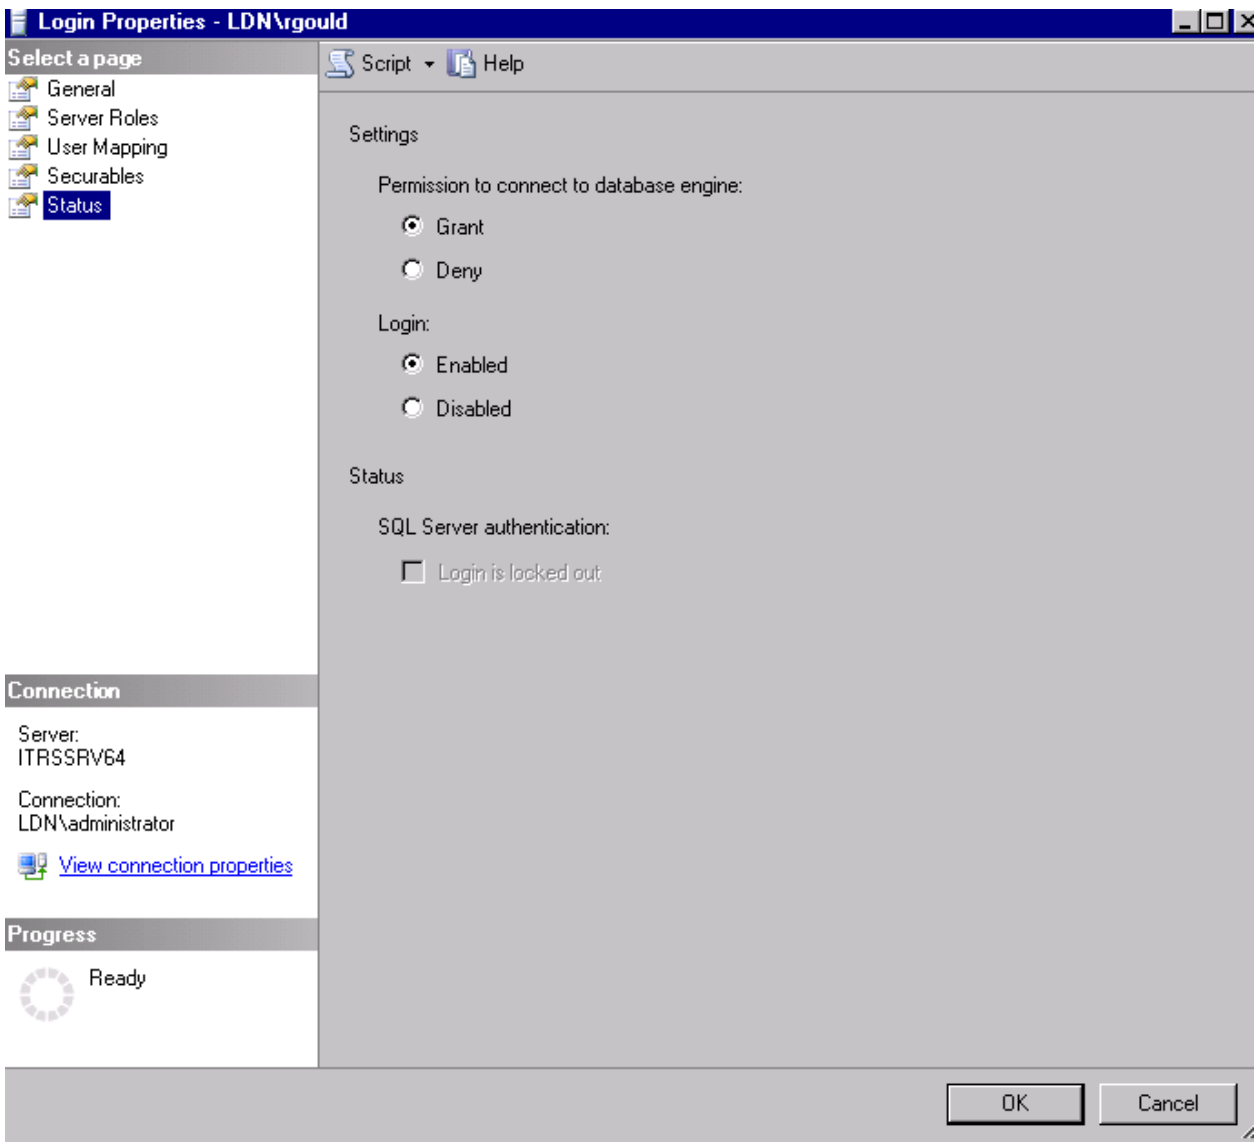 Login Properties - LDN\rgould
Select a page
General
Server Roles
User Mapping
Securables
Status
Script Help
Settings
Permission to connect to database engine:
Grant
Deny
Login:
Enabled
Disabled
Status
SQL Server authentication:
Login is locked out
Connection
Server:
ITRSSRV64
Connection:
LDN\administrator
View connection properties
Progress
Ready
OK Cancel